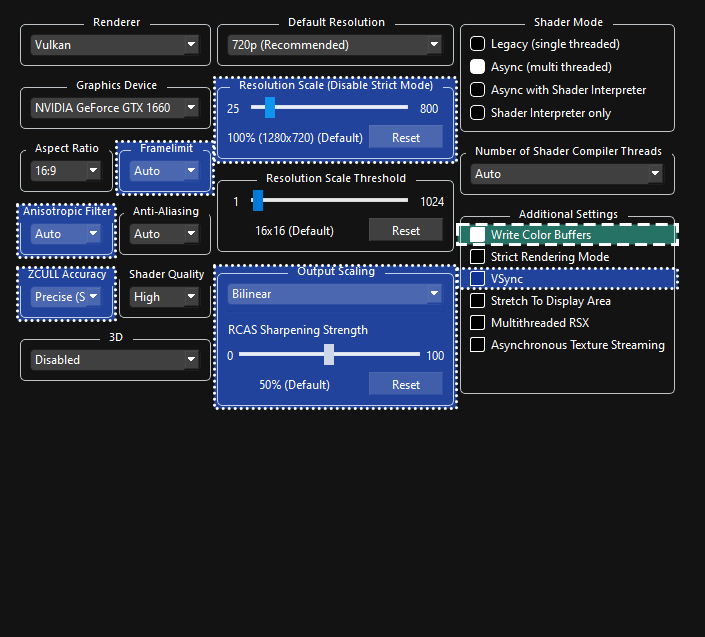 Renderer
Vulkan
Graphics Device
NVIDIA GeForce GTX 1660
Aspect Ratio
16:9
Framelimit
Auto
Anisotropic Filter
Auto
Anti-Aliasing
Auto
ZCULL Accuracy
Precise (S
Shader Quality
High
3D
Disabled
Default Resolution
720p (Recommended)
Resolution Scale (Disable Strict Mode)
25 800
100% (1280x720) (Default) Reset
Resolution Scale Threshold
1 1024
16x16 (Default) Reset
Output Scaling
Bilinear
RCAS Sharpening Strength
0 100
50% (Default) Reset
Shader Mode
Legacy (single threaded)
Async (multi threaded)
Async with Shader Interpreter
Shader Interpreter only
Number of Shader Compiler Threads
Auto
Additional Settings
Write Color Buffers
Strict Rendering Mode
VSync
Stretch To Display Area
Multithreaded RSX
Asynchronous Texture Streaming